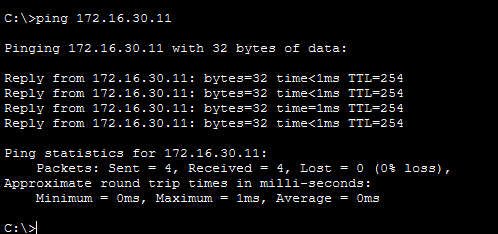 C:\>ping 172.16.30.11
Pinging 172.16.30.11 with 32 bytes of data:
Reply from 172.16.30.11: bytes=32 time<1ms TTL=254
Reply from 172.16.30.11: bytes=32 time<1ms TTL=254
Reply from 172.16.30.11: bytes=32 time=1ms TTL=254
Reply from 172.16.30.11: bytes=32 time<1ms TTL=254
Ping statistics for 172.16.30.11:
    Packets: Sent = 4, Received = 4, Lost = 0 (0% loss),
Approximate round trip times in milli-seconds:
    Minimum = 0ms, Maximum = 1ms, Average = 0ms
C:\>